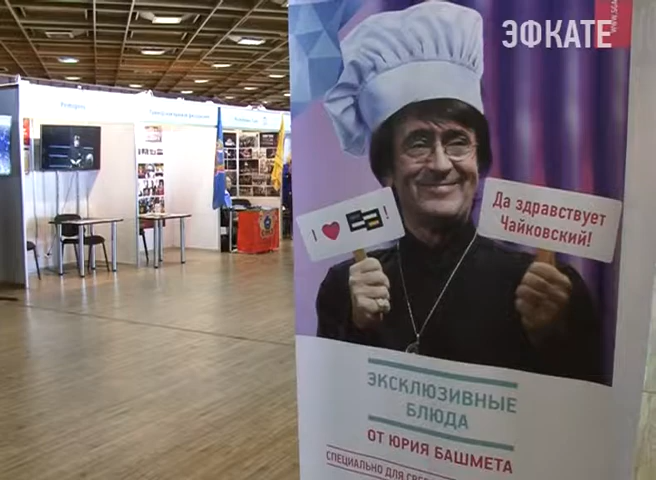 ЭФКАТЕ
I
I
Да здравствует
Чайковский!
ЭКСКЛЮЗИВНЫЕ
БЛЮДА
ОТ ЮРИЯ БАШМЕТА
СПЕЦИАЛЬНО ДЛЯ